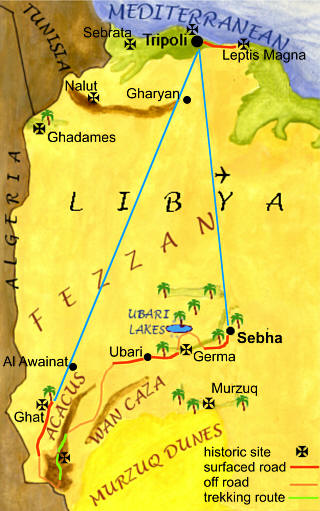 MEDITERRANEAN
TUNISIA
Sebrata
Tripoli
Leptis Magna
Nalut
Gharyan
Ghadames
ALGERIA
LIBYA
FEZZAN
UBARI
LAKES
Sebha
Ubari
Germa
Al Awainat
ACACUS
WAN CAZA
Murzuq
Ghat
MURZUQ DUNES
historic site
surfaced road
off road
trekking route